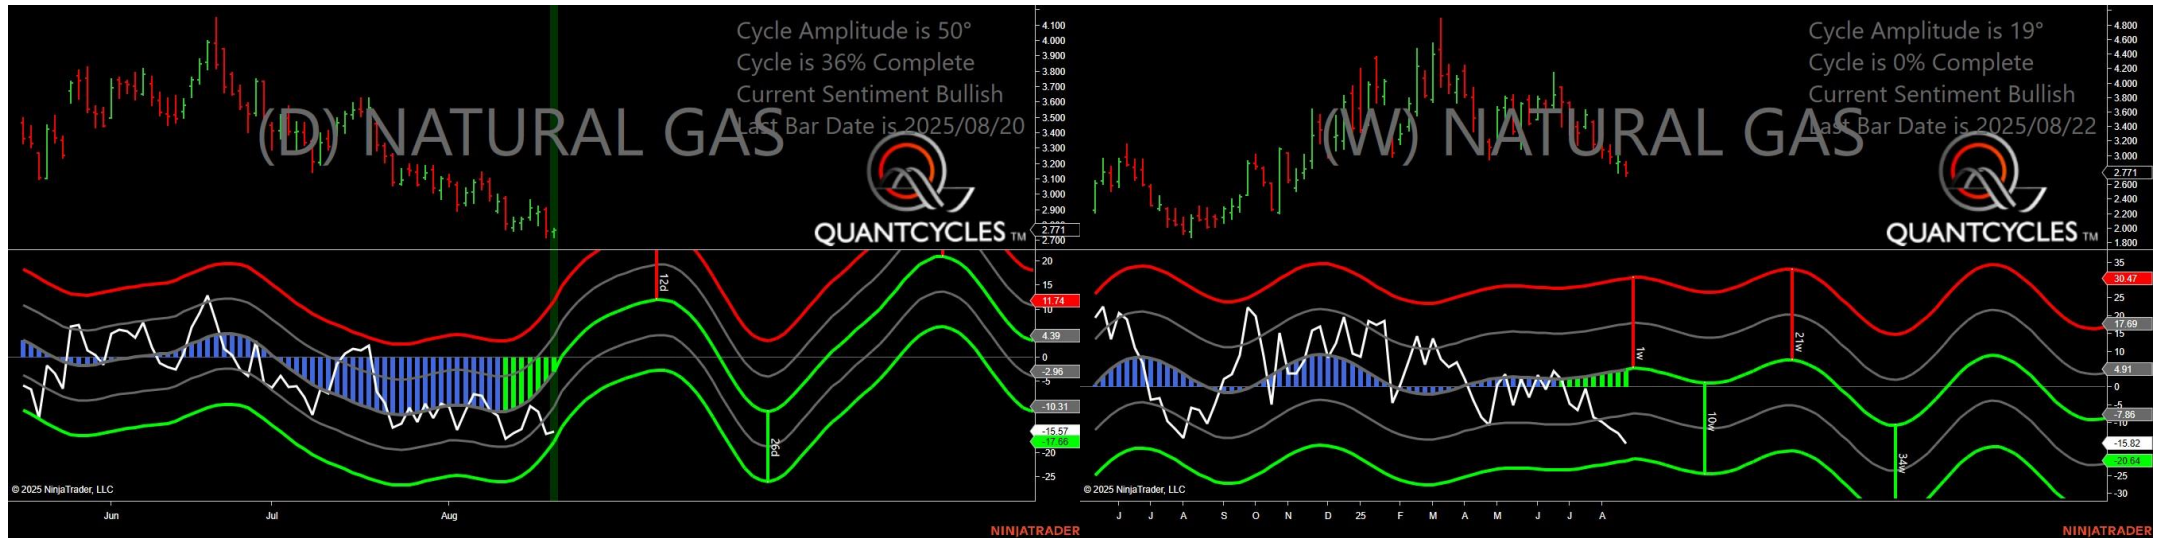 Cycle Amplitude is 50°
Cycle is 36% Complete
Current Sentiment Bullish
Last Bar Date is 2025/08/20
(D) NATURAL GAS
QUANTCYCLES TM
4.100
4.000
3.900
3.800
3.700
3.600
3.500
3.400
3.300
3.200
3.100
3.000
2.900
2.771
2.700
12d
26d
20
15
11.74
10
4.39
0
-2.96
-5
-10.31
-15.57
-17.66
-20
-25
© 2025 NinjaTrader, LLC
Jun Jul Aug
NINJATRADER
Cycle Amplitude is 19°
Cycle is 0% Complete
Current Sentiment Bullish
Last Bar Date is 2025/08/22
(W) NATURAL GAS
QUANTCYCLES TM
4.800
4.600
4.400
4.200
4.000
3.800
3.600
3.400
3.200
3.000
2.771
2.600
2.400
2.200
2.000
1.800
1w
10w
21w
34w
35
30.47
25
20
17.69
15
10
4.91
0
-5
-7.86
-10
-15.82
-20.64
-25
-30
© 2025 NinjaTrader, LLC
J J A S O N D 25 F M A M J J A
NINJATRADER